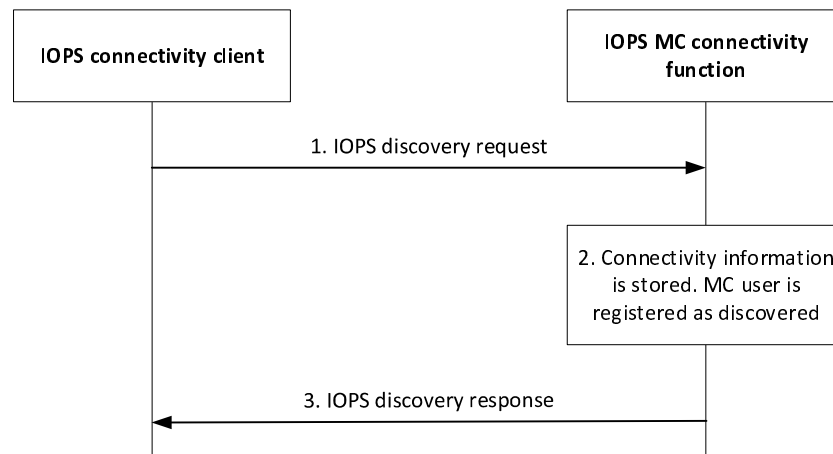 IOPS connectivity client
IOPS MC connectivity
function
1. IOPS discovery request
2. Connectivity information
is stored. MC user is
registered as discovered
3. IOPS discovery response